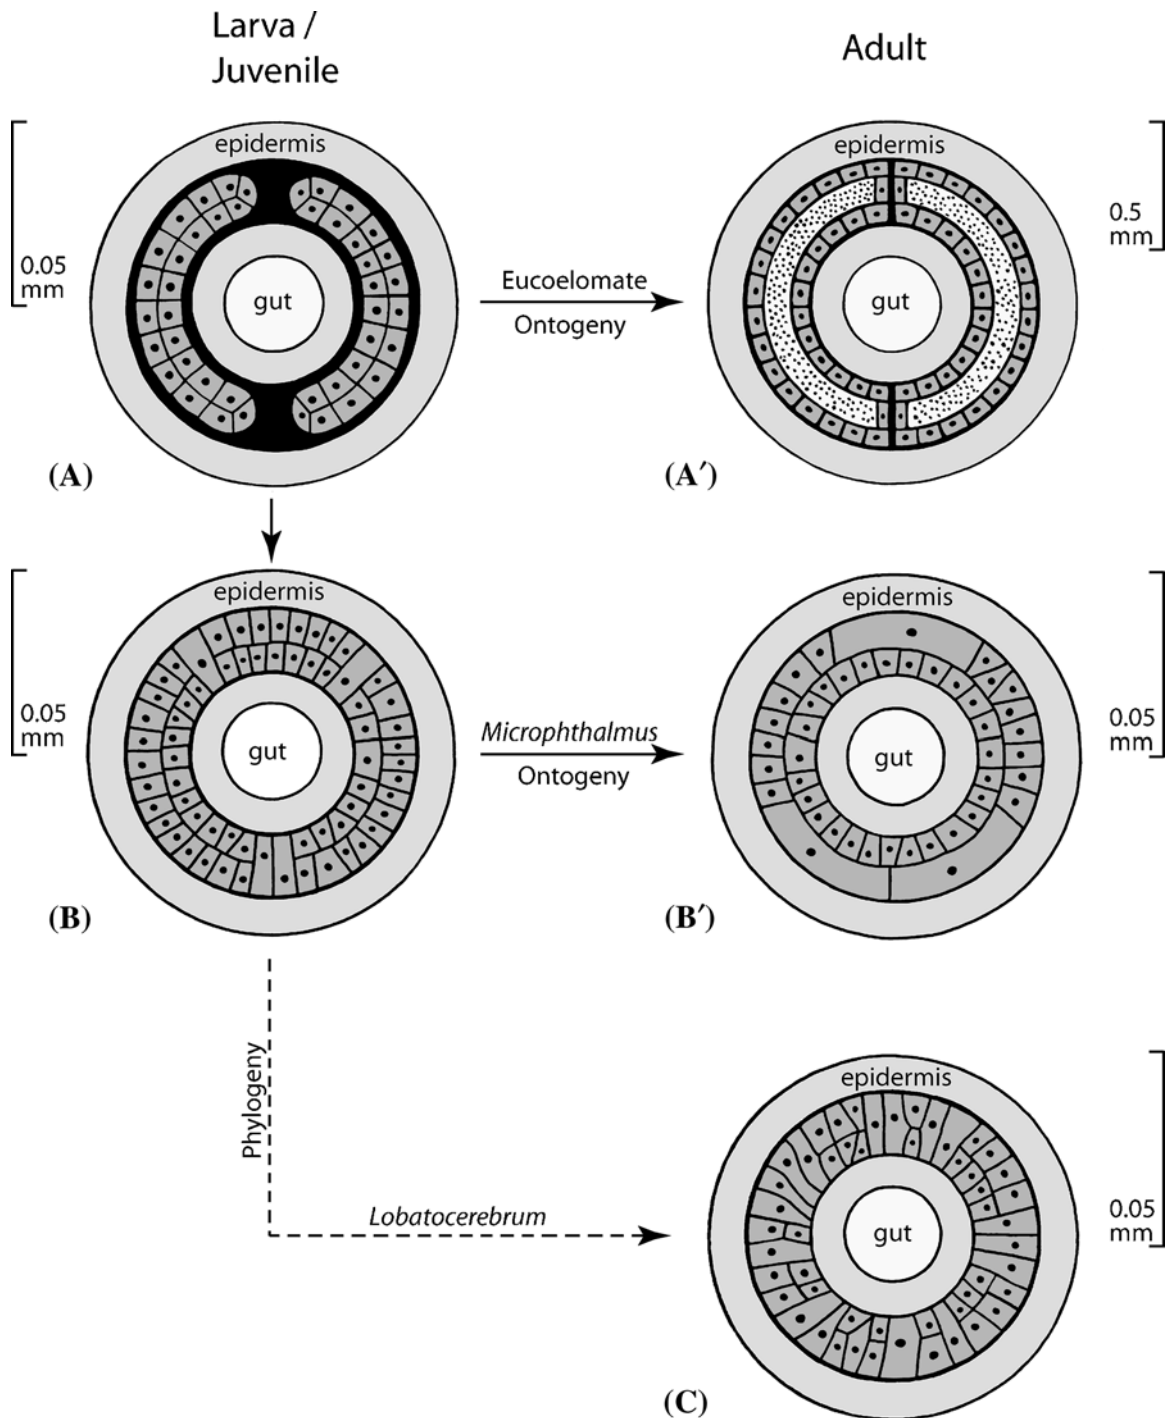 Larva /
Juvenile
Adult
epidermis
gut
0.05
mm
(A)
Eucoelomate
Ontogeny
epidermis
gut
0.5
mm
(A′)
epidermis
gut
0.05
mm
(B)
Microphthalmus
Ontogeny
epidermis
gut
0.05
mm
(B′)
Phylogeny
Lobatocerebrum
epidermis
gut
0.05
mm
(C)